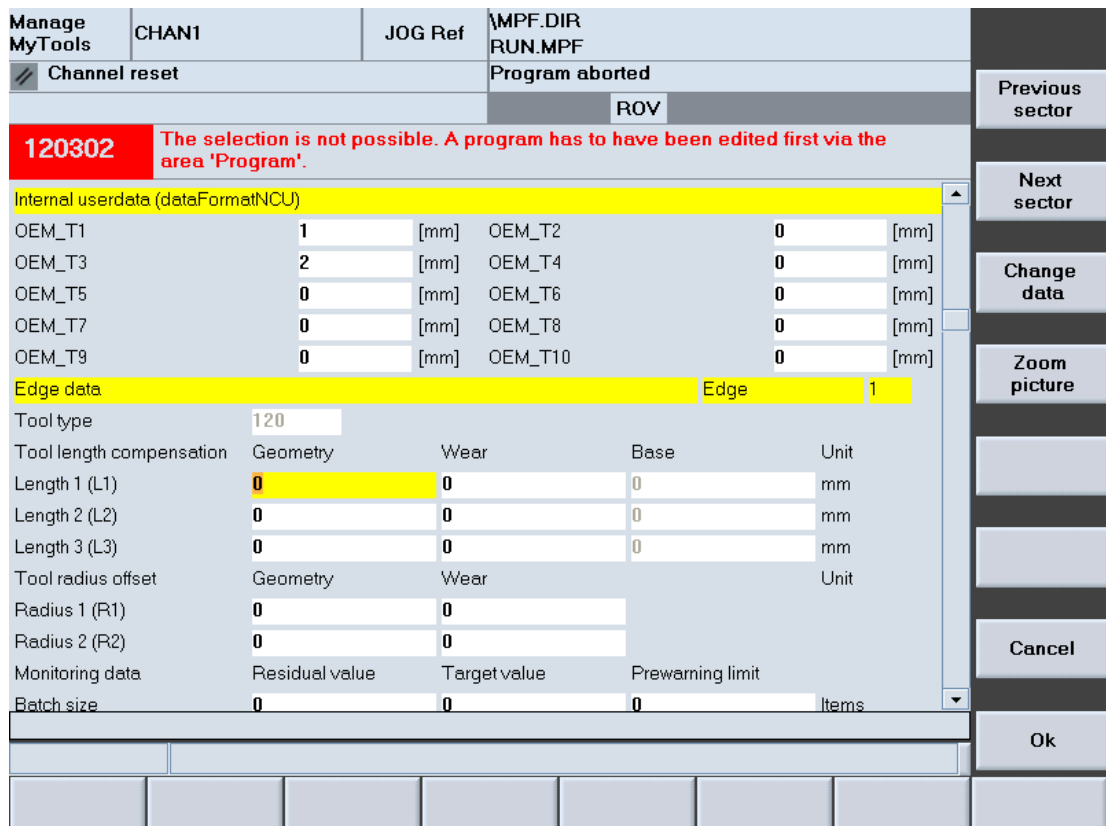 Manage MyTools
CHAN1
JOG Ref
\MPF.DIR
RUN.MPF
Channel reset
Program aborted
ROV
120302
The selection is not possible. A program has to have been edited first via the
area 'Program'.
Internal userdata (dataFormatNCU)
OEM_T1 1 [mm] OEM_T2 0 [mm]
OEM_T3 2 [mm] OEM_T4 0 [mm]
OEM_T5 0 [mm] OEM_T6 0 [mm]
OEM_T7 0 [mm] OEM_T8 0 [mm]
OEM_T9 0 [mm] OEM_T10 0 [mm]
Edge data Edge 1
Tool type 120
Tool length compensation Geometry Wear Base Unit
Length 1 (L1) 0 0 0 mm
Length 2 (L2) 0 0 0 mm
Length 3 (L3) 0 0 0 mm
Tool radius offset Geometry Wear Unit
Radius 1 (R1) 0 0
Radius 2 (R2) 0 0
Monitoring data Residual value Target value Prewarning limit
Batch size 0 0 0 Items
Previous
sector
Next
sector
Change
data
Zoom
picture
Cancel
Ok